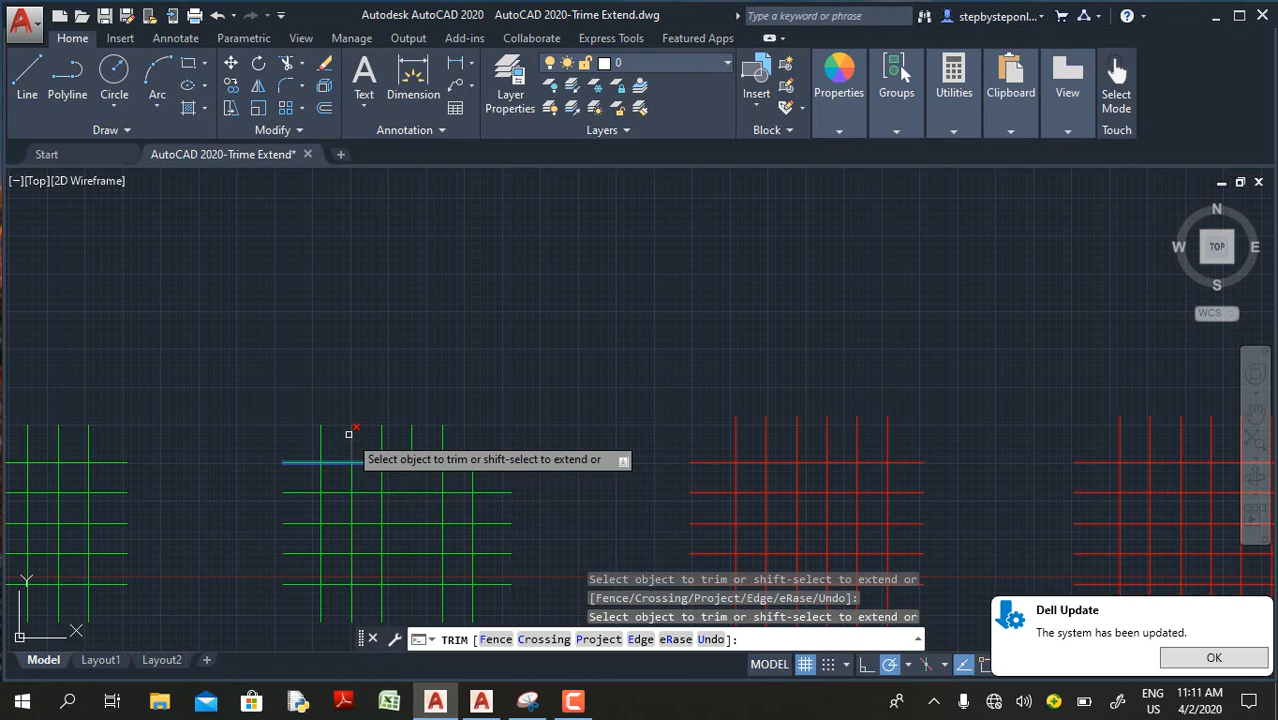 Autodesk AutoCAD 2020 AutoCAD 2020-Trime Extend.dwg
Type a keyword or phrase
stepbysteponl...
Home Insert Annotate Parametric View Manage Output Add-ins Collaborate Express Tools Featured Apps
Line Polyline Circle Arc
Text Dimension
Layer Properties
0
Insert
Properties Groups Utilities Clipboard View
Select Mode
Draw Modify Annotation Layers Block Touch
Start AutoCAD 2020-Trime Extend*
[−][Top][2D Wireframe]
N
W TOP E
S
WCS
Select object to trim or shift-select to extend or
Y
X
Select object to trim or shift-select to extend or
[Fence/Crossing/Project/Edge/eRase/Undo]:
Select object to trim or shift-select to extend or
TRIM [Fence Crossing Project Edge eRase Undo]:
Dell Update
The system has been updated.
OK
Model Layout1 Layout2
MODEL
ENG
US
11:11 AM
4/2/2020